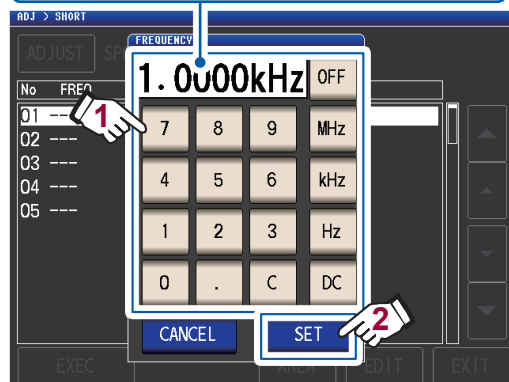 ADJ > SHORT
ADJUST SP
FREQUENCY
1.0000kHz OFF
No FREQ
01 ---
02 ---
03 ---
04 ---
05 ---
7 8 9 MHz
4 5 6 kHz
1 2 3 Hz
0 . C DC
1
CANCEL SET
2
EXEC AREA EDIT EXIT